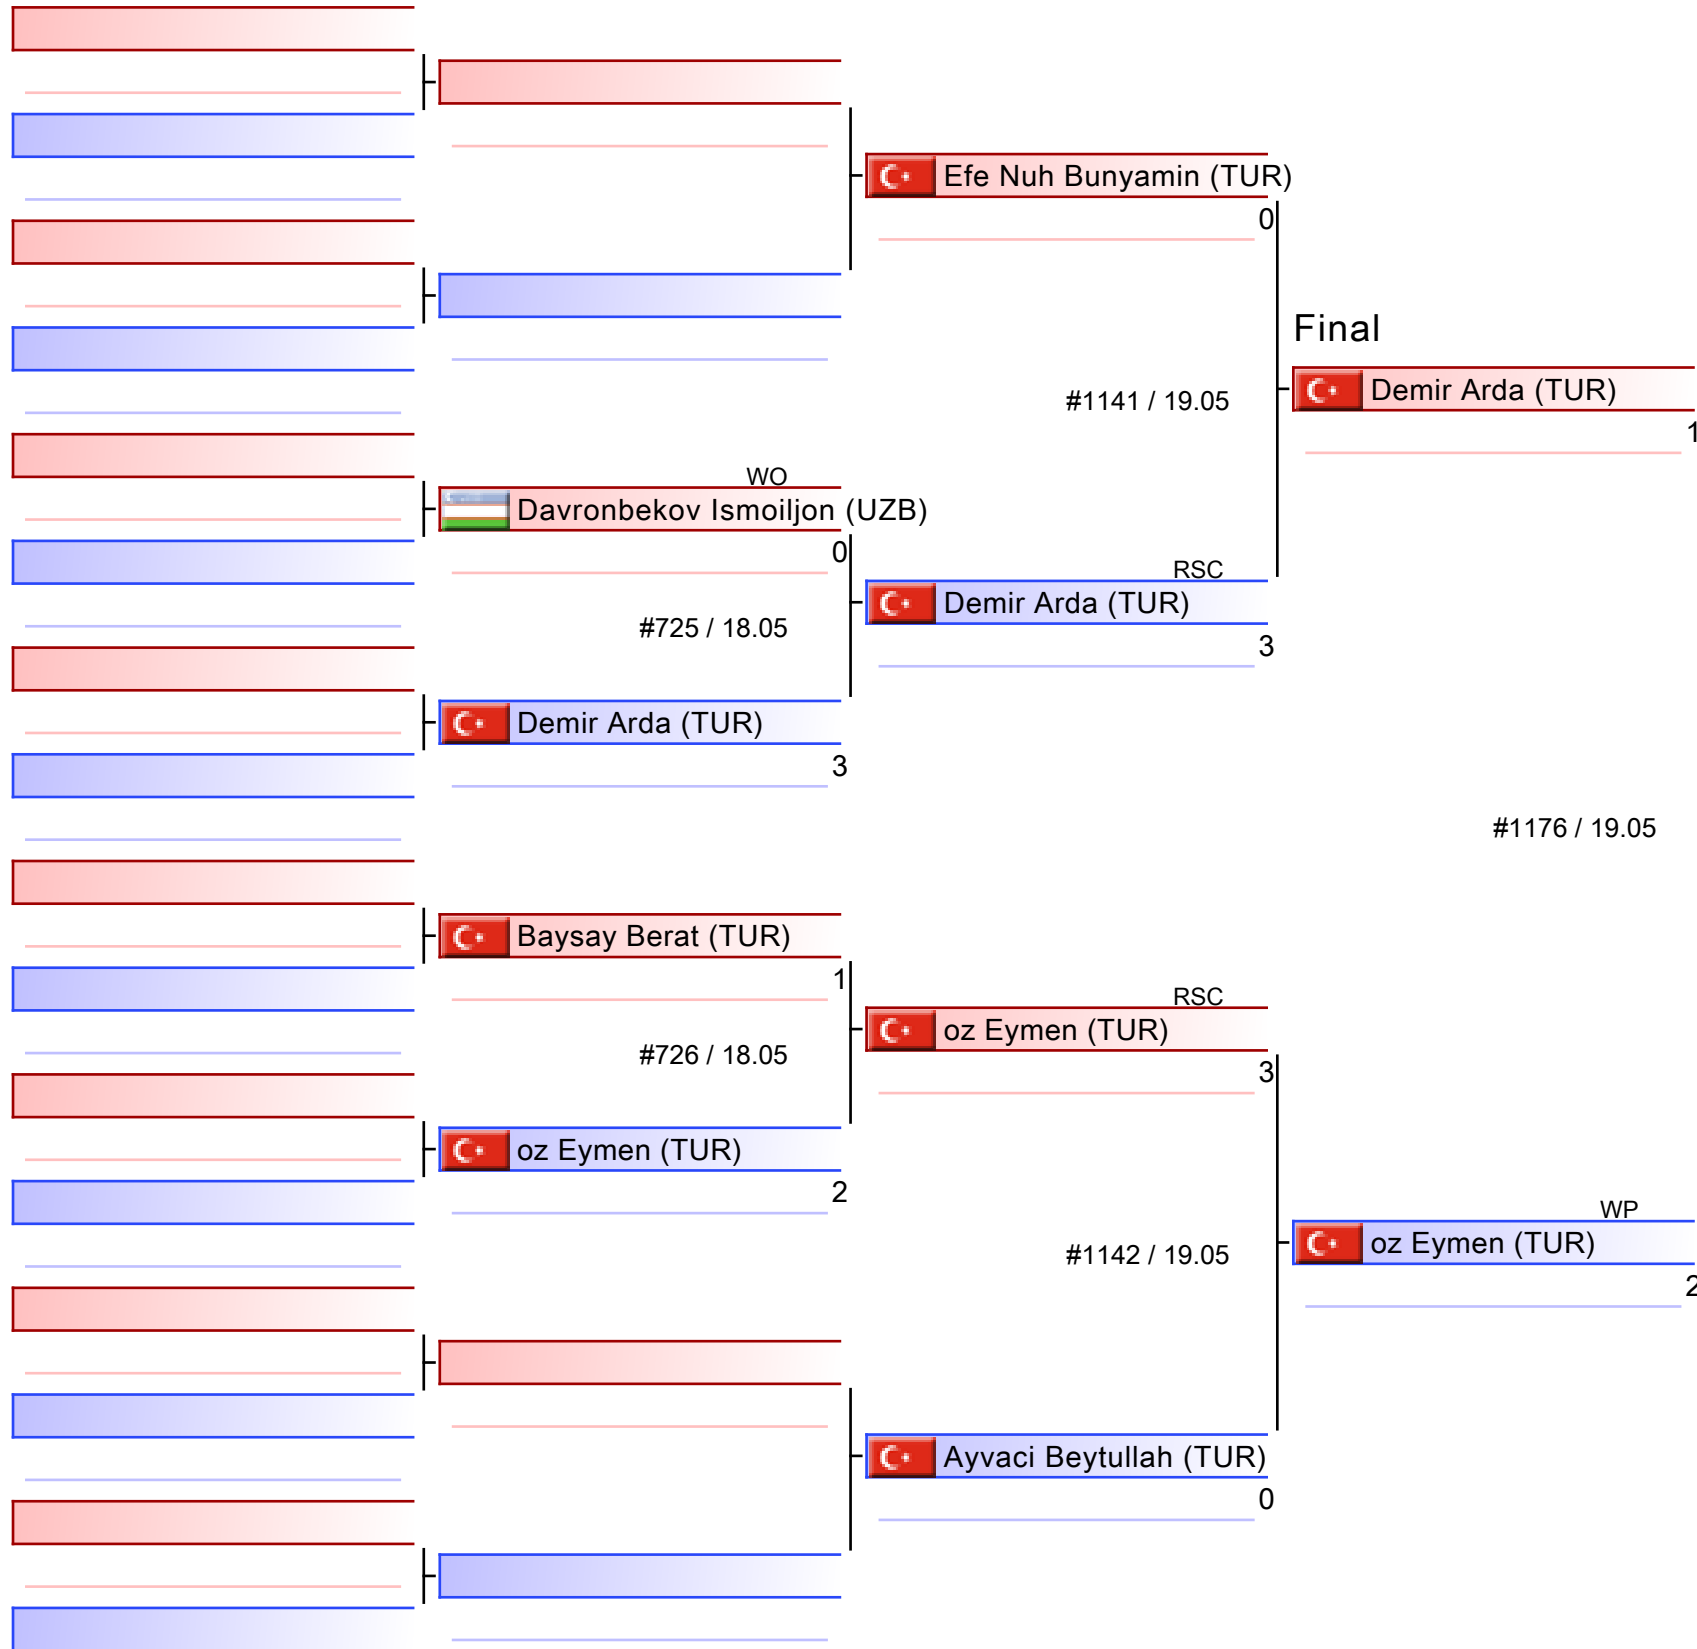 Efe Nuh Bunyamin (TUR)
0
Final
#1141 / 19.05
Demir Arda (TUR)
1
WO
Davronbekov Ismoiljon (UZB)
0
RSC
Demir Arda (TUR)
3
#725 / 18.05
Demir Arda (TUR)
3
#1176 / 19.05
Baysay Berat (TUR)
1
RSC
oz Eymen (TUR)
3
#726 / 18.05
oz Eymen (TUR)
2
WP
oz Eymen (TUR)
2
#1142 / 19.05
Ayvaci Beytullah (TUR)
0